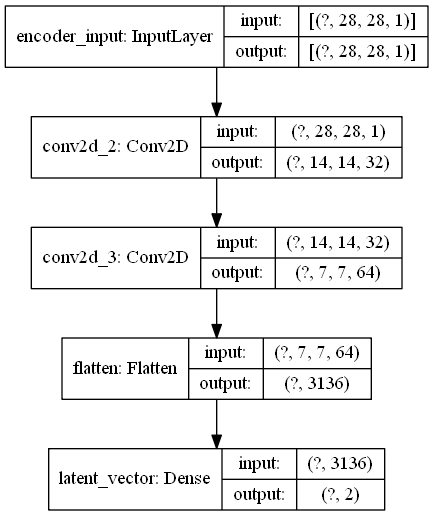 encoder_input: InputLayer
input:
[(?, 28, 28, 1)]
output:
[(?, 28, 28, 1)]
conv2d_2: Conv2D
input:
(?, 28, 28, 1)
output:
(?, 14, 14, 32)
conv2d_3: Conv2D
input:
(?, 14, 14, 32)
output:
(?, 7, 7, 64)
flatten: Flatten
input:
(?, 7, 7, 64)
output:
(?, 3136)
latent_vector: Dense
input:
(?, 3136)
output:
(?, 2)